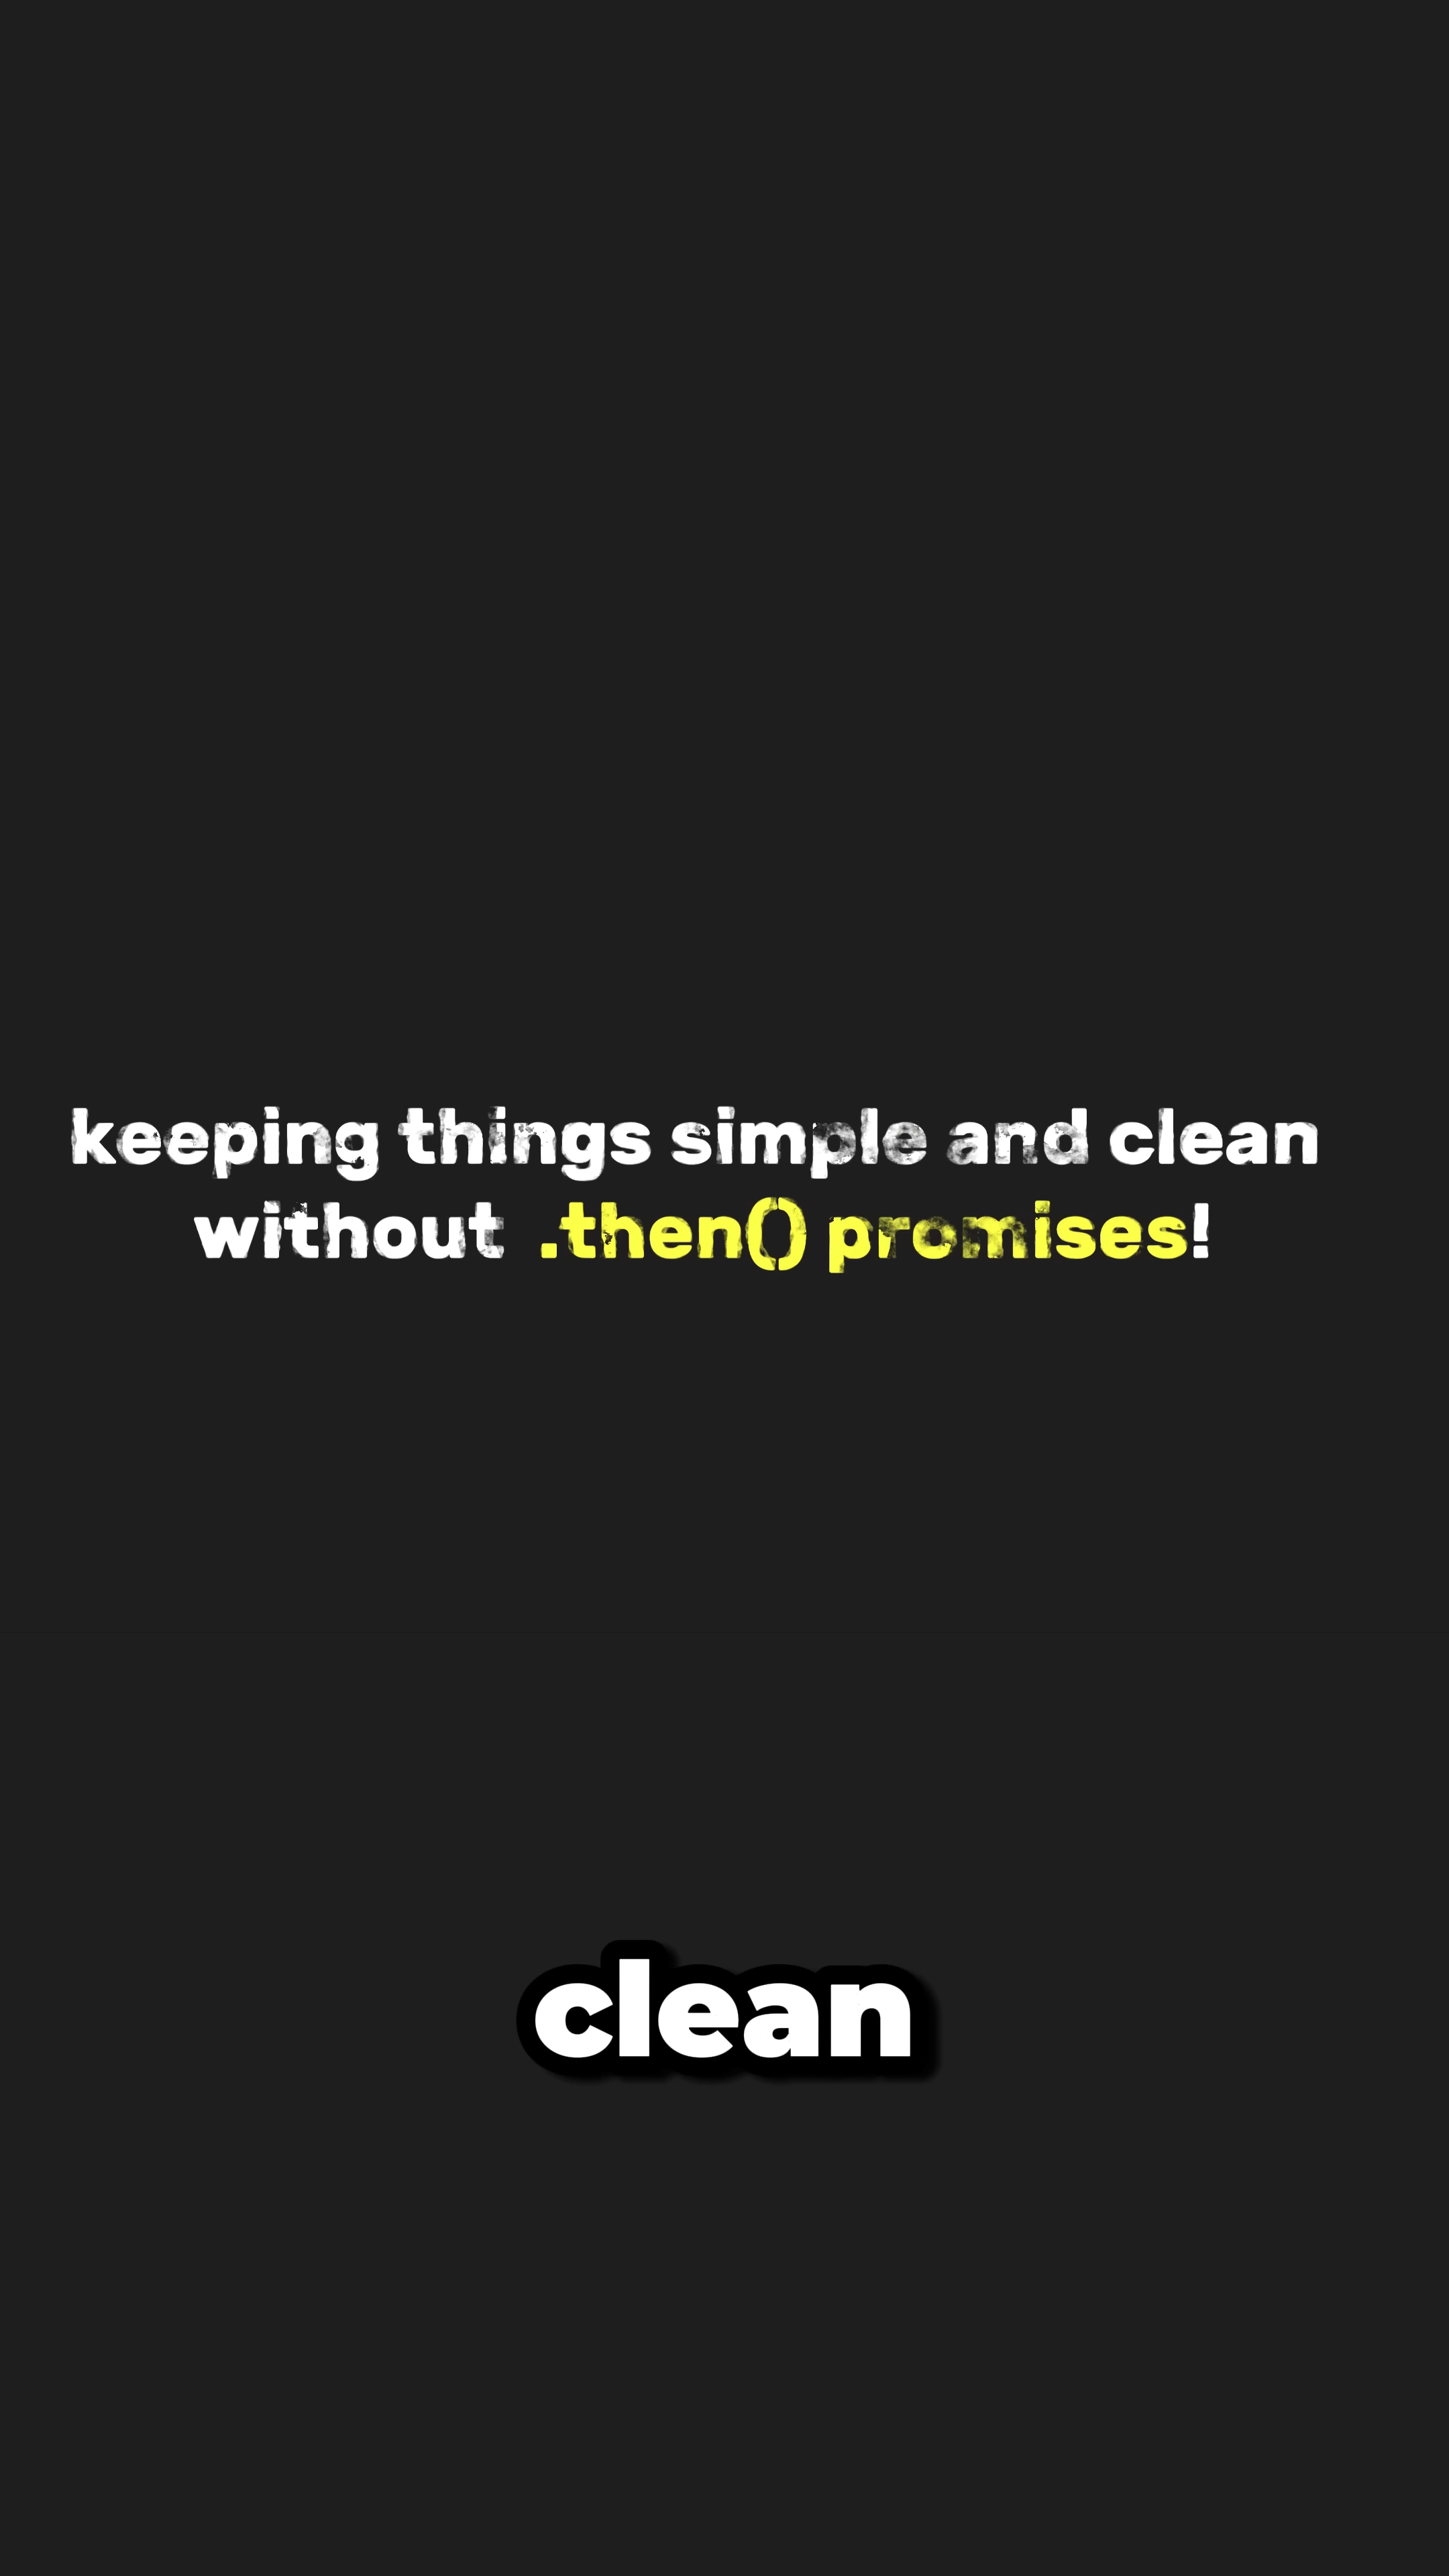 keeping things simple and clean
without .then() promises!
clean